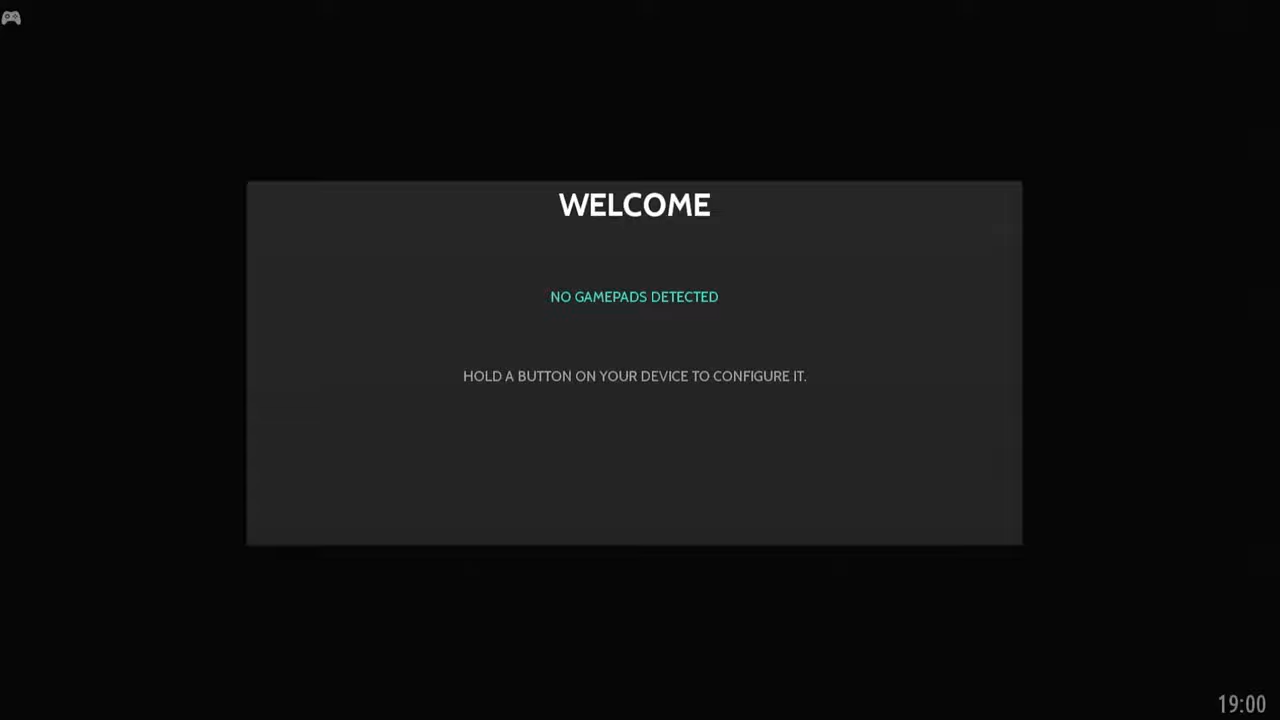 WELCOME
NO GAMEPADS DETECTED
HOLD A BUTTON ON YOUR DEVICE TO CONFIGURE IT.
19:00